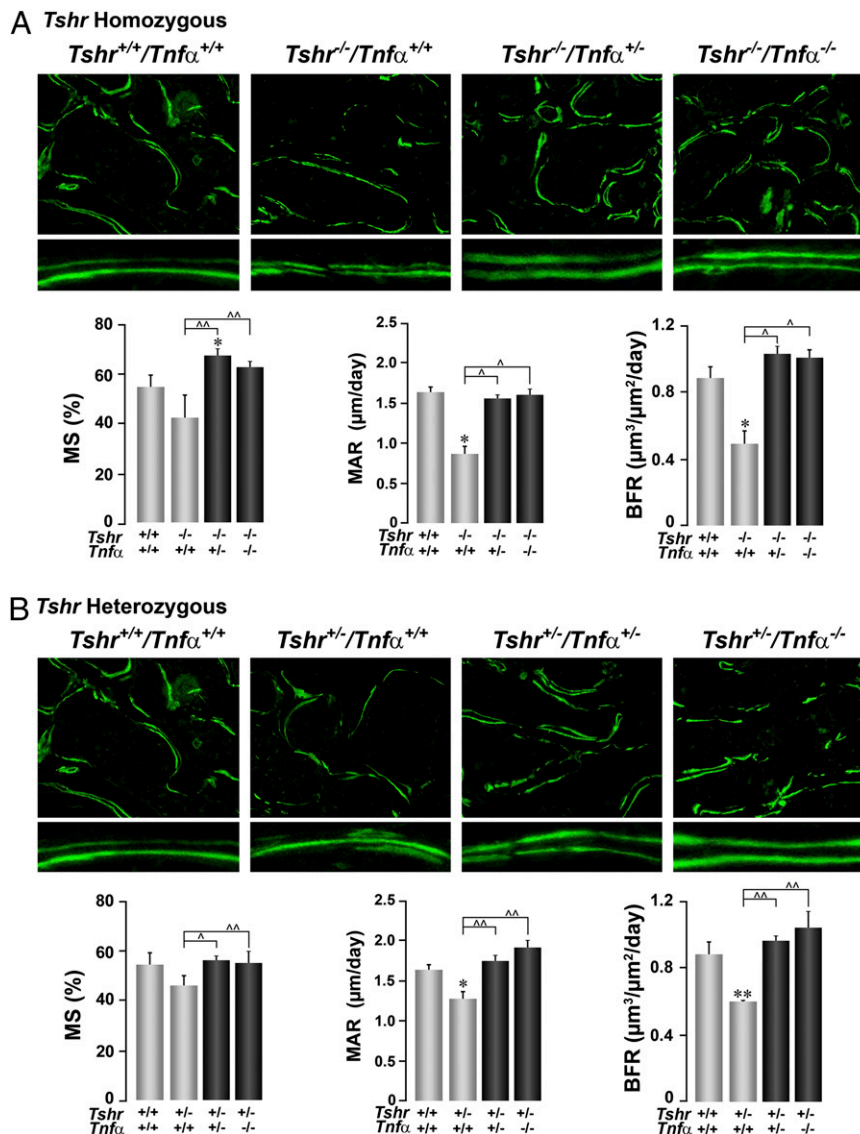 A Tshr Homozygous
Tshr+/+/Tnfα+/+ Tshr-/-/Tnfα+/+ Tshr-/-/Tnfα+/- Tshr-/-/Tnfα-/-
MS (%)
80
60
40
20
0
^^ ^^ *
Tshr +/+ -/- -/- -/-
Tnfα +/+ +/+ +/- -/-
MAR (µm/day)
2.5
2.0
1.5
1.0
0.5
0
* ^ ^
Tshr +/+ -/- -/- -/-
Tnfα +/+ +/+ +/- -/-
BFR (µm³/µm²/day)
1.2
0.8
0.4
0
* ^ ^
Tshr +/+ -/- -/- -/-
Tnfα +/+ +/+ +/- -/-
B Tshr Heterozygous
Tshr+/+/Tnfα+/+ Tshr+/-/Tnfα+/+ Tshr+/-/Tnfα+/- Tshr+/-/Tnfα-/-
MS (%)
80
60
40
20
0
^ ^^
Tshr +/+ +/- +/- +/-
Tnfα +/+ +/+ +/- -/-
MAR (µm/day)
2.5
2.0
1.5
1.0
0.5
0
* ^^ ^^
Tshr +/+ +/- +/- +/-
Tnfα +/+ +/+ +/- -/-
BFR (µm³/µm²/day)
1.2
0.8
0.4
0
** ^^ ^^
Tshr +/+ +/- +/- +/-
Tnfα +/+ +/+ +/- -/-